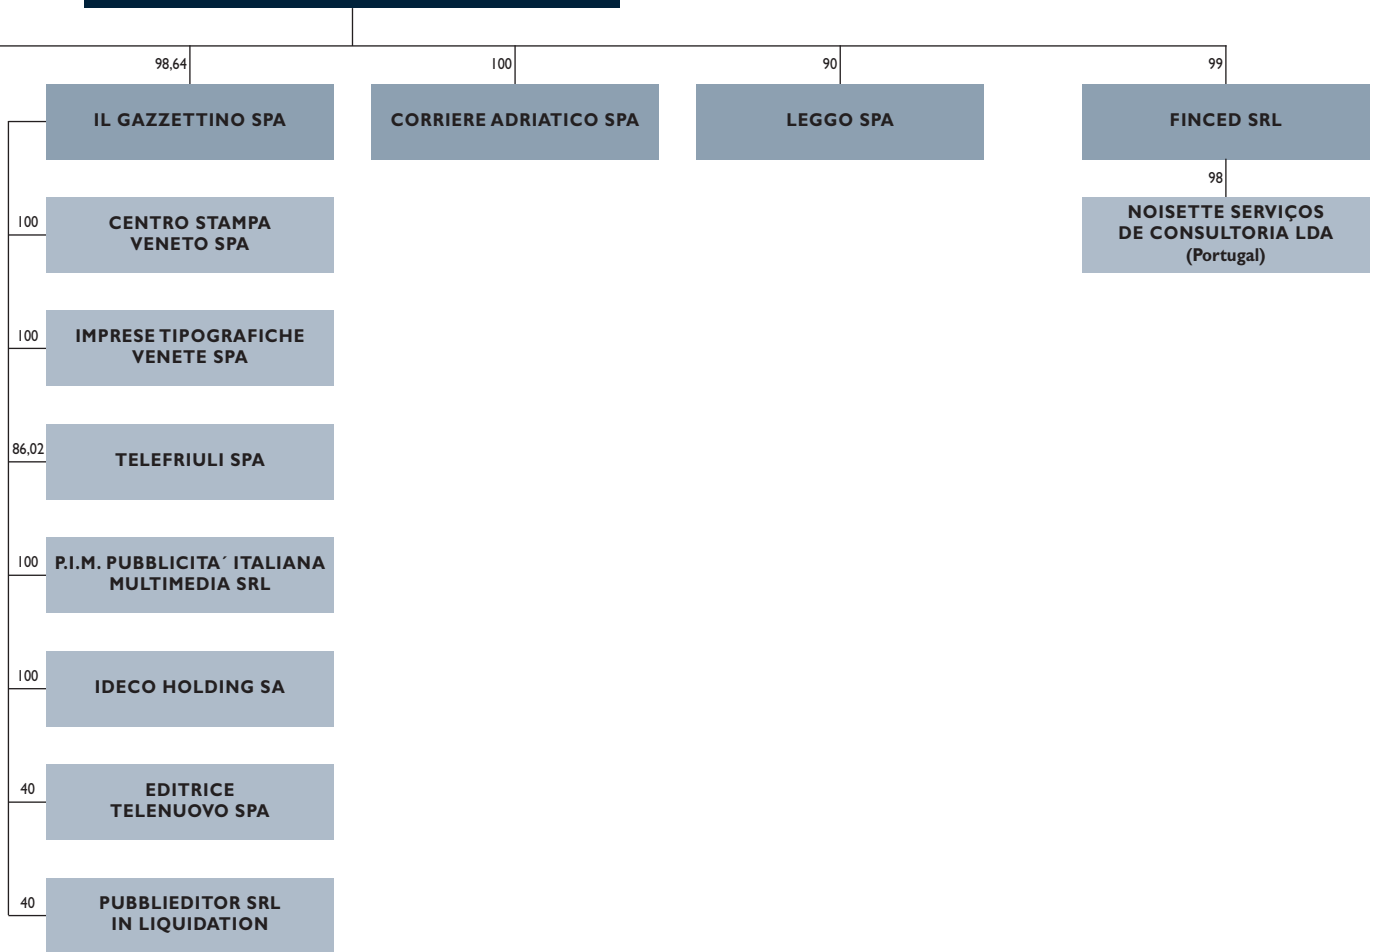 98,64
100
90
99
IL GAZZETTINO SPA
CORRIERE ADRIATICO SPA
LEGGO SPA
FINCED SRL
98
NOISETTE SERVIÇOS
DE CONSULTORIA LDA
(Portugal)
100
CENTRO STAMPA
VENETO SPA
100
IMPRESE TIPOGRAFICHE
VENETE SPA
86,02
TELEFRIULI SPA
100
P.I.M. PUBBLICITA´ ITALIANA
MULTIMEDIA SRL
100
IDECO HOLDING SA
40
EDITRICE
TELENUOVO SPA
40
PUBBLIEDITOR SRL
IN LIQUIDATION